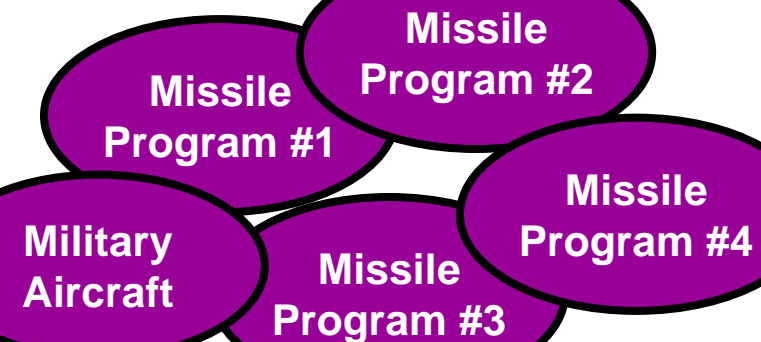 Missile
Program #2
Missile
Program #1
Missile
Program #4
Military
Aircraft
Missile
Program #3